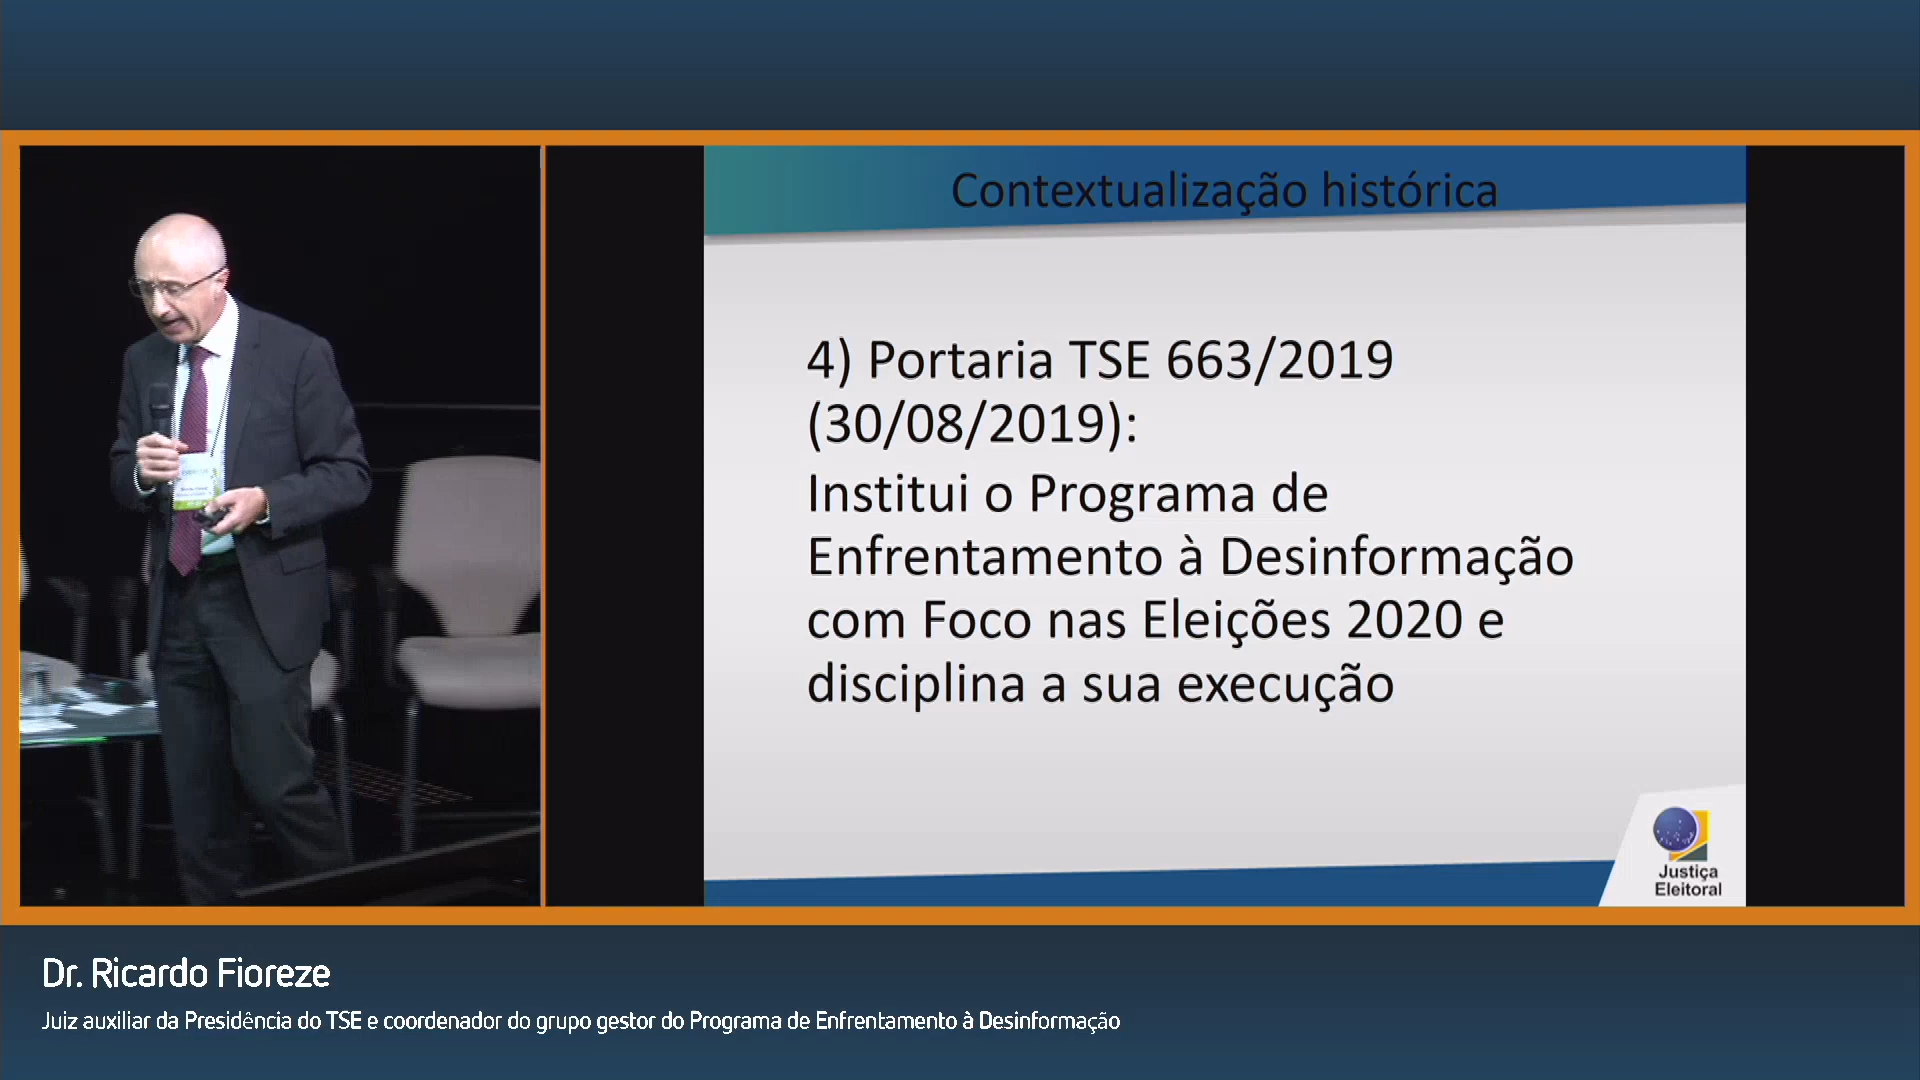 Contextualização histórica
4) Portaria TSE 663/2019
(30/08/2019):
Institui o Programa de
Enfrentamento à Desinformação
com Foco nas Eleições 2020 e
disciplina a sua execução
Justiça
Eleitoral
Dr. Ricardo Fioreze
Juiz auxiliar da Presidência do TSE e coordenador do grupo gestor do Programa de Enfrentamento à Desinformação